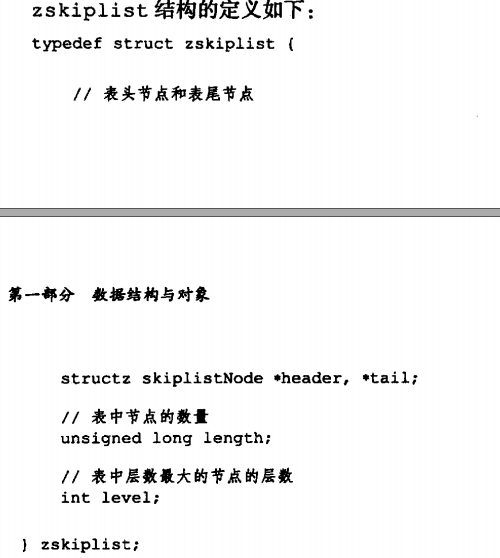 zskiplist 结构的定义如下：
typedef struct zskiplist {
// 表头节点和表尾节点
第一部分 数据结构与对象
structz skiplistNode *header, *tail;
// 表中节点的数量
unsigned long length;
// 表中层数最大的节点的层数
int level;
} zskiplist;